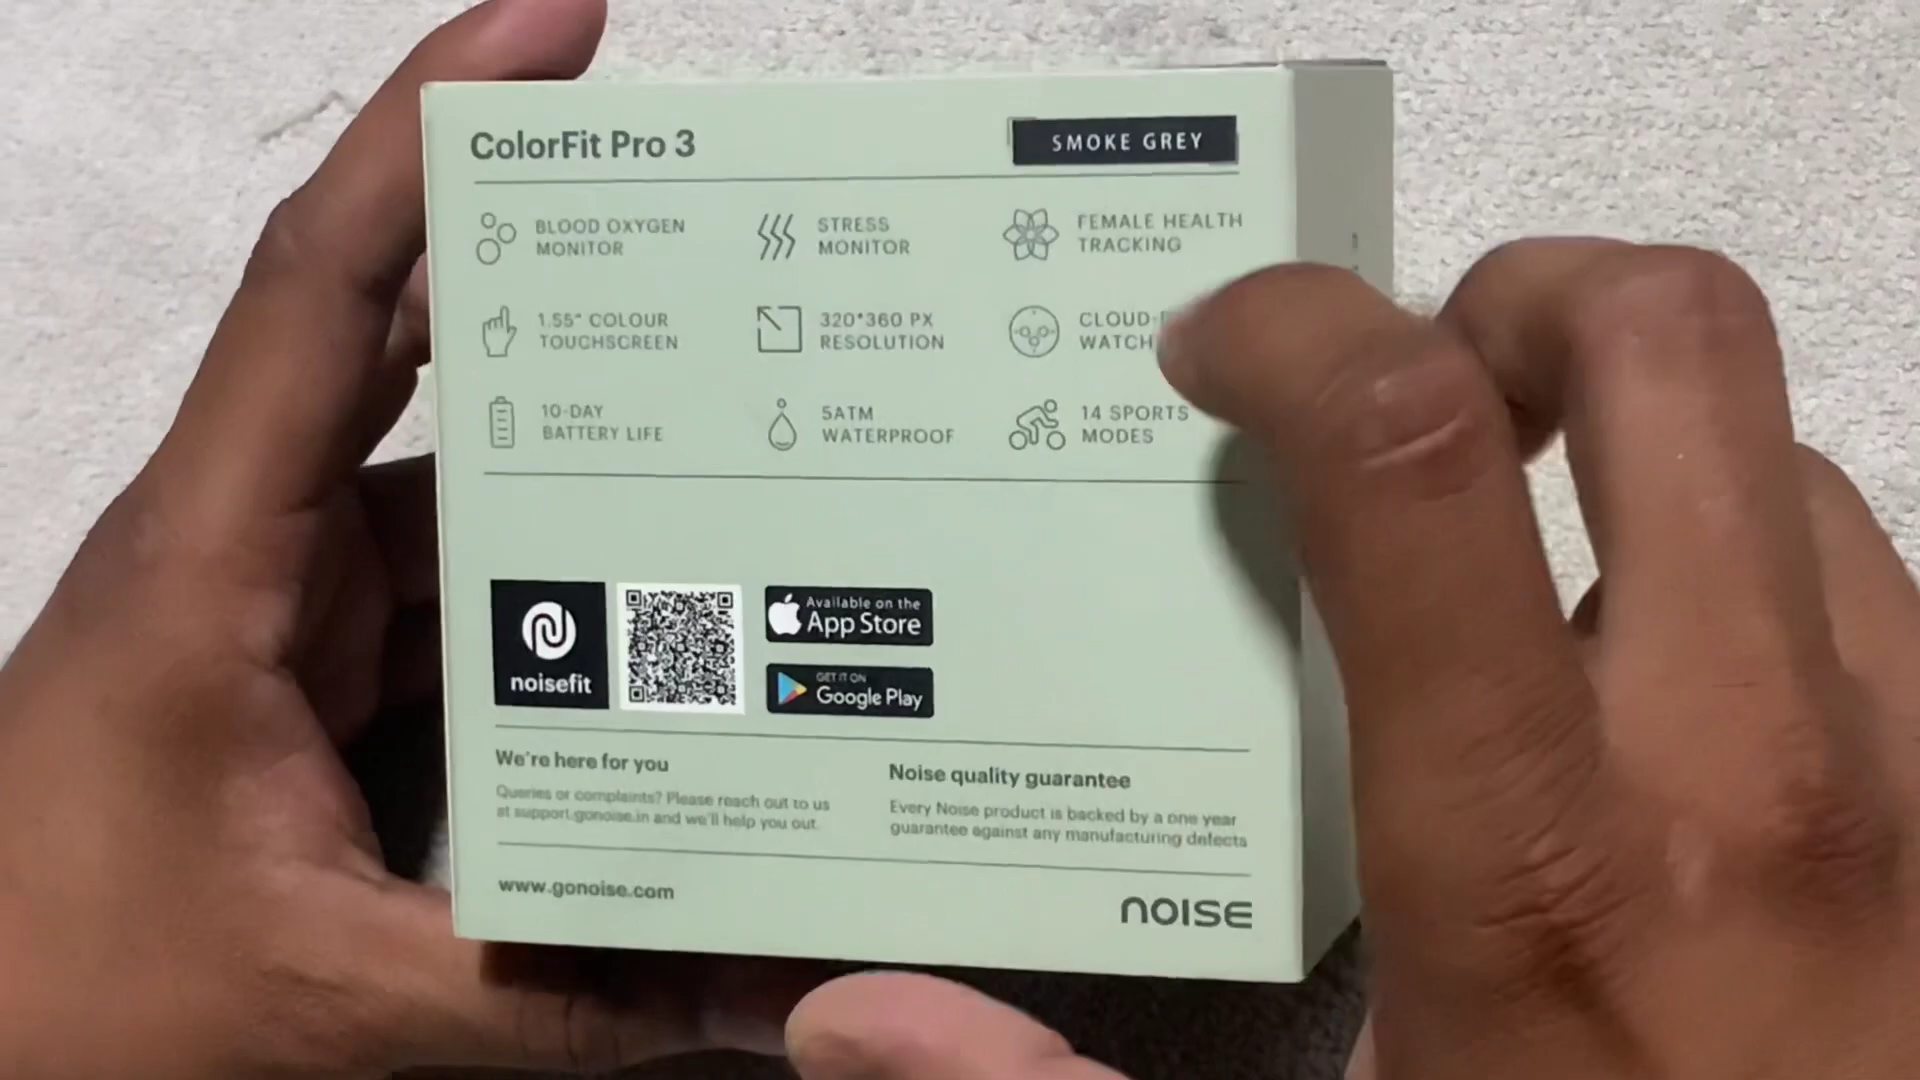 ColorFit Pro 3
SMOKE GREY
BLOOD OXYGEN
MONITOR
STRESS
MONITOR
FEMALE HEALTH
TRACKING
1.55" COLOUR
TOUCHSCREEN
320*360 PX
RESOLUTION
CLOUD-
WATCH
10-DAY
BATTERY LIFE
5ATM
WATERPROOF
14 SPORTS
MODES
noisefit
Available on the
App Store
GET IT ON
Google Play
We're here for you
Queries or complaints? Please reach out to us
at support.gonoise.in and we'll help you out.
Noise quality guarantee
Every Noise product is backed by a one year
guarantee against any manufacturing defects
www.gonoise.com
NOISE